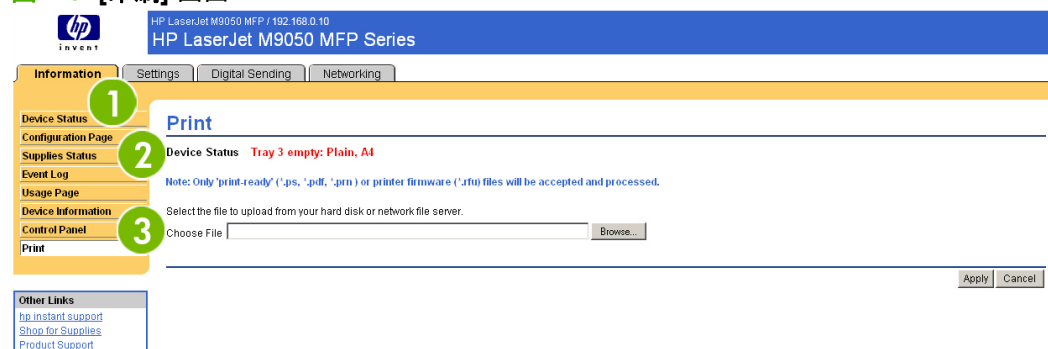 [印刷]
hp
invent
HP LaserJet M9050 MFP / 192.168.0.10
HP LaserJet M9050 MFP Series
Information
Settings
Digital Sending
Networking
1
Device Status
Configuration Page
Supplies Status
Event Log
Usage Page
Device Information
Control Panel
Print
2
3
Print
Device Status Tray 3 empty: Plain, A4
Note: Only 'print-ready' (*.ps, *.pdf, *.prn ) or printer firmware (*.rfu) files will be accepted and processed.
Select the file to upload from your hard disk or network file server.
Choose File
Browse...
Apply
Cancel
Other Links
hp instant support
Shop for Supplies
Product Support